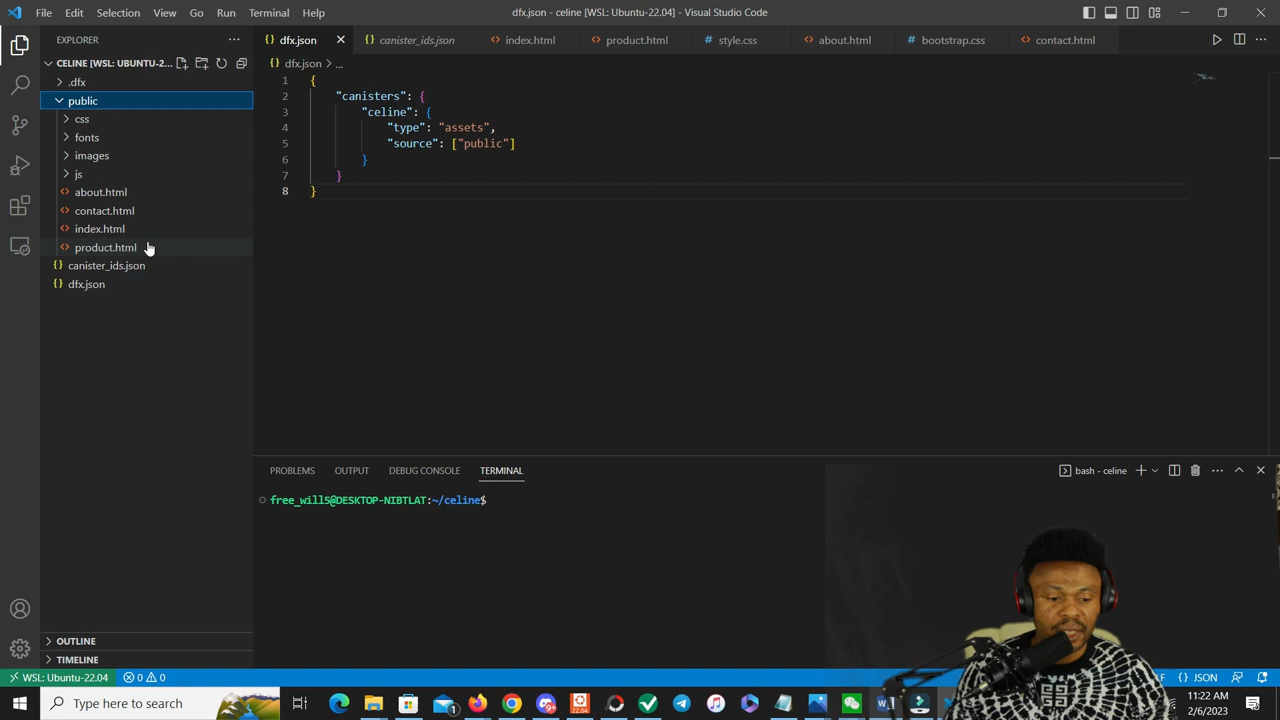 File Edit Selection View Go Run Terminal Help
dfx.json - celine [WSL: Ubuntu-22.04] - Visual Studio Code
EXPLORER
CELINE [WSL: UBUNTU-2...
.dfx
public
css
fonts
images
js
about.html
contact.html
index.html
product.html
canister_ids.json
dfx.json
OUTLINE
TIMELINE
dfx.json canister_ids.json index.html product.html style.css about.html bootstrap.css contact.html
dfx.json > ...
1 {
2 "canisters": {
3 "celine": {
4 "type": "assets",
5 "source": ["public"]
6 }
7 }
8 }
PROBLEMS OUTPUT DEBUG CONSOLE TERMINAL
bash - celine
free_will5@DESKTOP-NIBTLAT:~/celine$
WSL: Ubuntu-22.04 0 0
{ } JSON
Type here to search
11:22 AM
2/6/2023